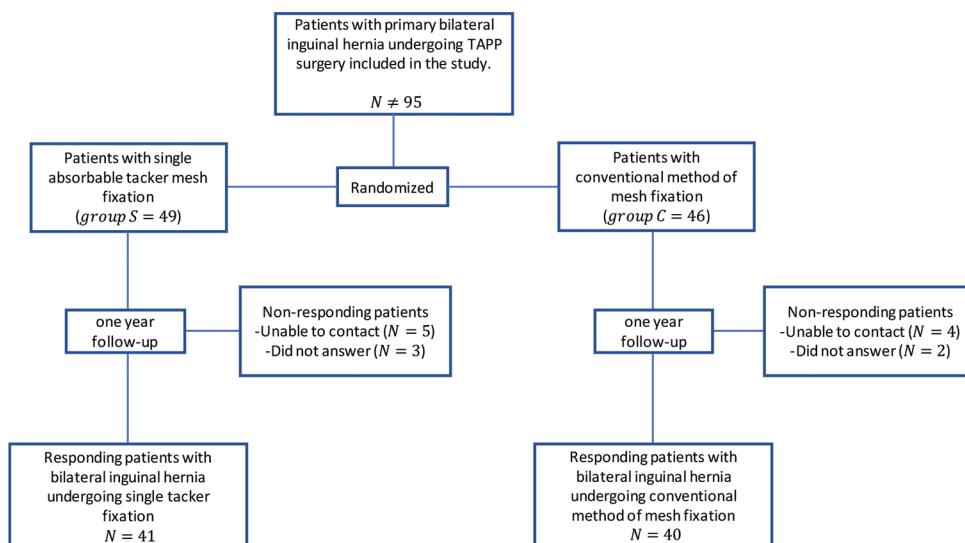 Patients with primary bilateral
inguinal hernia undergoing TAPP
surgery included in the study.
N ≠ 95
Patients with single
absorbable tacker mesh
fixation
(group S = 49)
Randomized
Patients with
conventional method of
mesh fixation
(group C = 46)
one year
follow-up
Non-responding patients
-Unable to contact (N = 5)
-Did not answer (N = 3)
one year
follow-up
Non-responding patients
-Unable to contact (N = 4)
-Did not answer (N = 2)
Responding patients with
bilateral inguinal hernia
undergoing single tacker
fixation
N = 41
Responding patients with
bilateral inguinal hernia
undergoing conventional
method of mesh fixation
N = 40